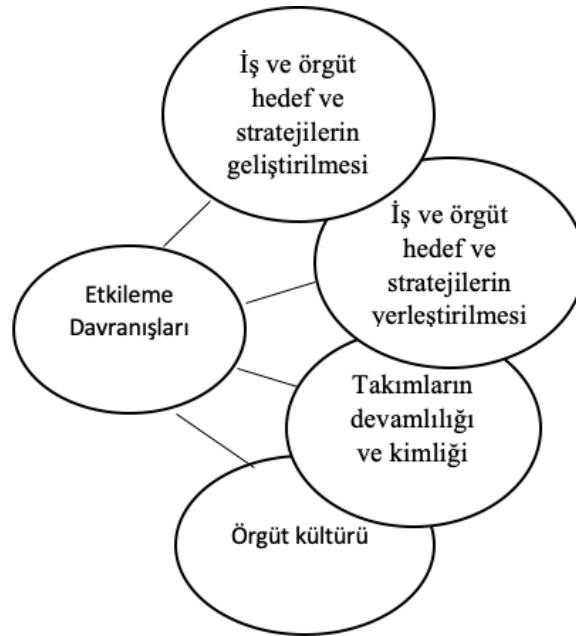 İş ve örgüt
hedef ve
stratejilerin
geliştirilmesi
İş ve örgüt
hedef ve
stratejilerin
yerleştirilmesi
Etkileme
Davranışları
Takımların
devamlılığı
ve kimliği
Örgüt kültürü